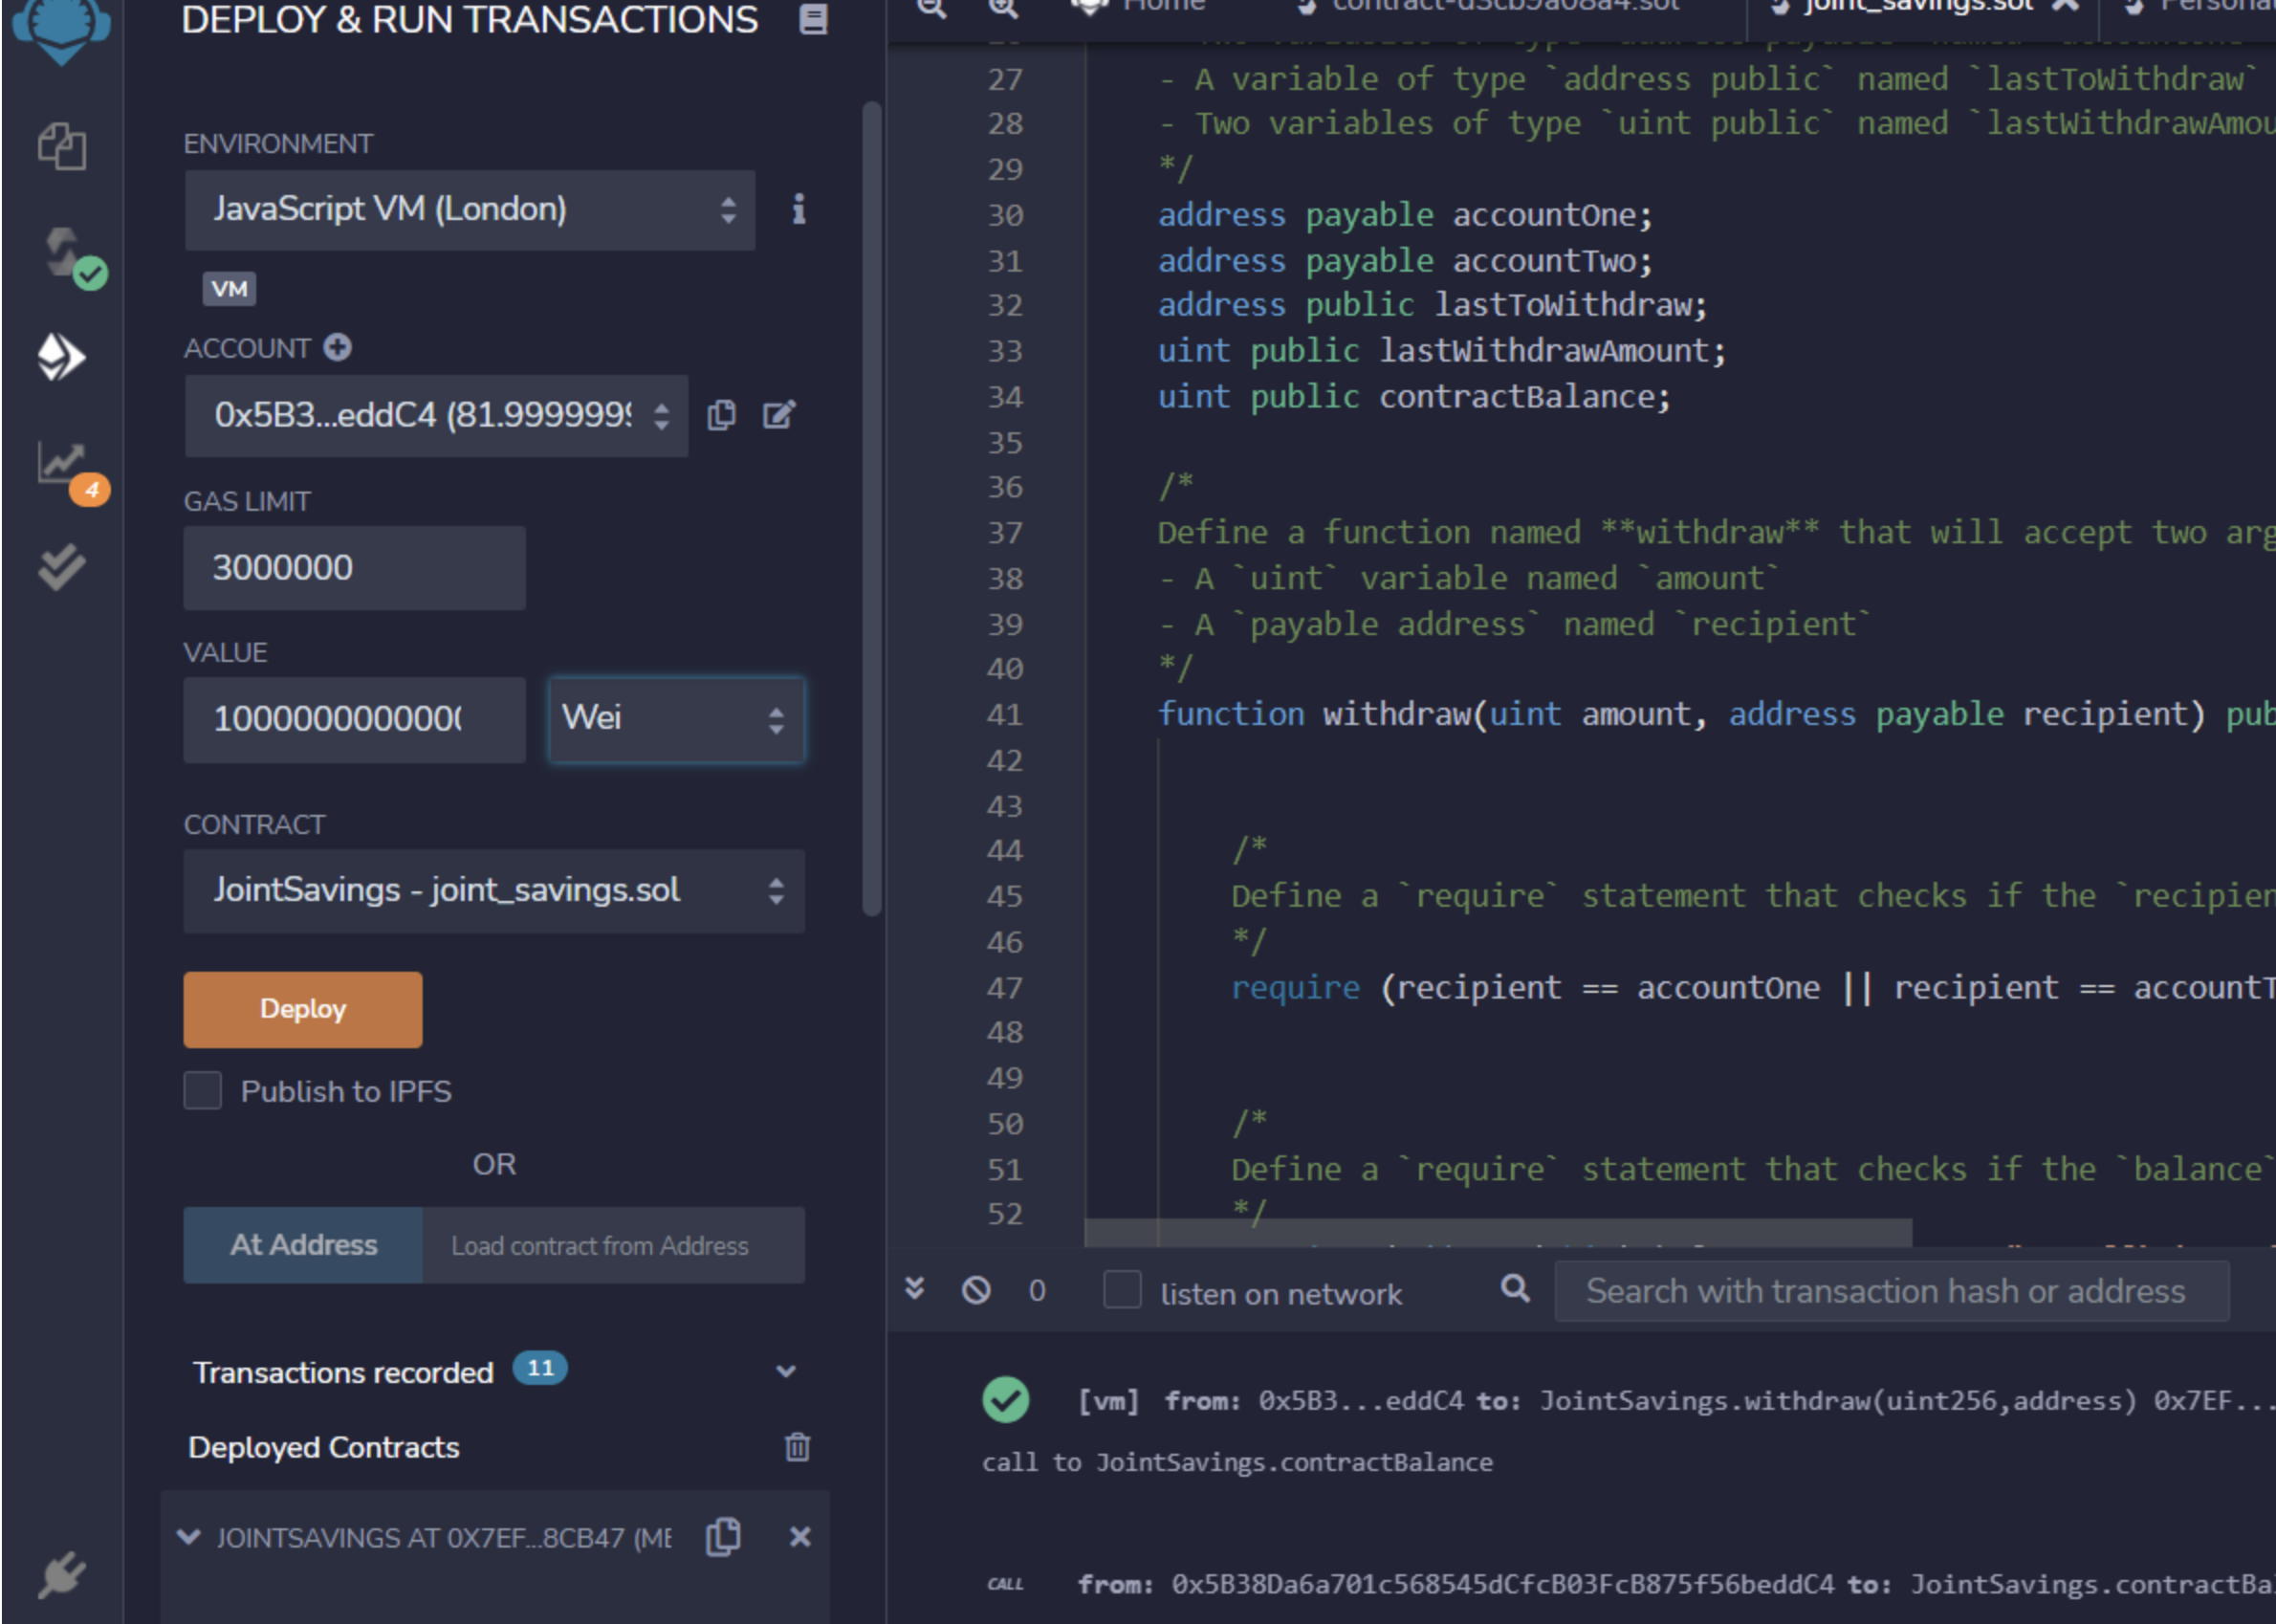 DEPLOY & RUN TRANSACTIONS
ENVIRONMENT
JavaScript VM (London)
VM
ACCOUNT
0x5B3...eddC4 (81.9999999
4
GAS LIMIT
3000000
VALUE
1000000000000
Wei
CONTRACT
JointSavings - joint_savings.sol
Deploy
Publish to IPFS
OR
At Address
Load contract from Address
Transactions recorded 11
Deployed Contracts
JOINTSAVINGS AT 0X7EF...8CB47 (ME
Home
contract-d3cb9a08a4.sol
joint_savings.sol
Personal
27 - A variable of type `address public` named `lastToWithdraw`
28 - Two variables of type `uint public` named `lastWithdrawAmou
29 */
30 address payable accountOne;
31 address payable accountTwo;
32 address public lastToWithdraw;
33 uint public lastWithdrawAmount;
34 uint public contractBalance;
35
36 /*
37 Define a function named **withdraw** that will accept two arg
38 - A `uint` variable named `amount`
39 - A `payable address` named `recipient`
40 */
41 function withdraw(uint amount, address payable recipient) pub
42
43
44 /*
45 Define a `require` statement that checks if the `recipien
46 */
47 require (recipient == accountOne || recipient == accountT
48
49
50 /*
51 Define a `require` statement that checks if the `balance`
52 */
0
listen on network
Search with transaction hash or address
[vm] from: 0x5B3...eddC4 to: JointSavings.withdraw(uint256,address) 0x7EF...
call to JointSavings.contractBalance
CALL from: 0x5B38Da6a701c568545dCfcB03FcB875f56beddC4 to: JointSavings.contractBal